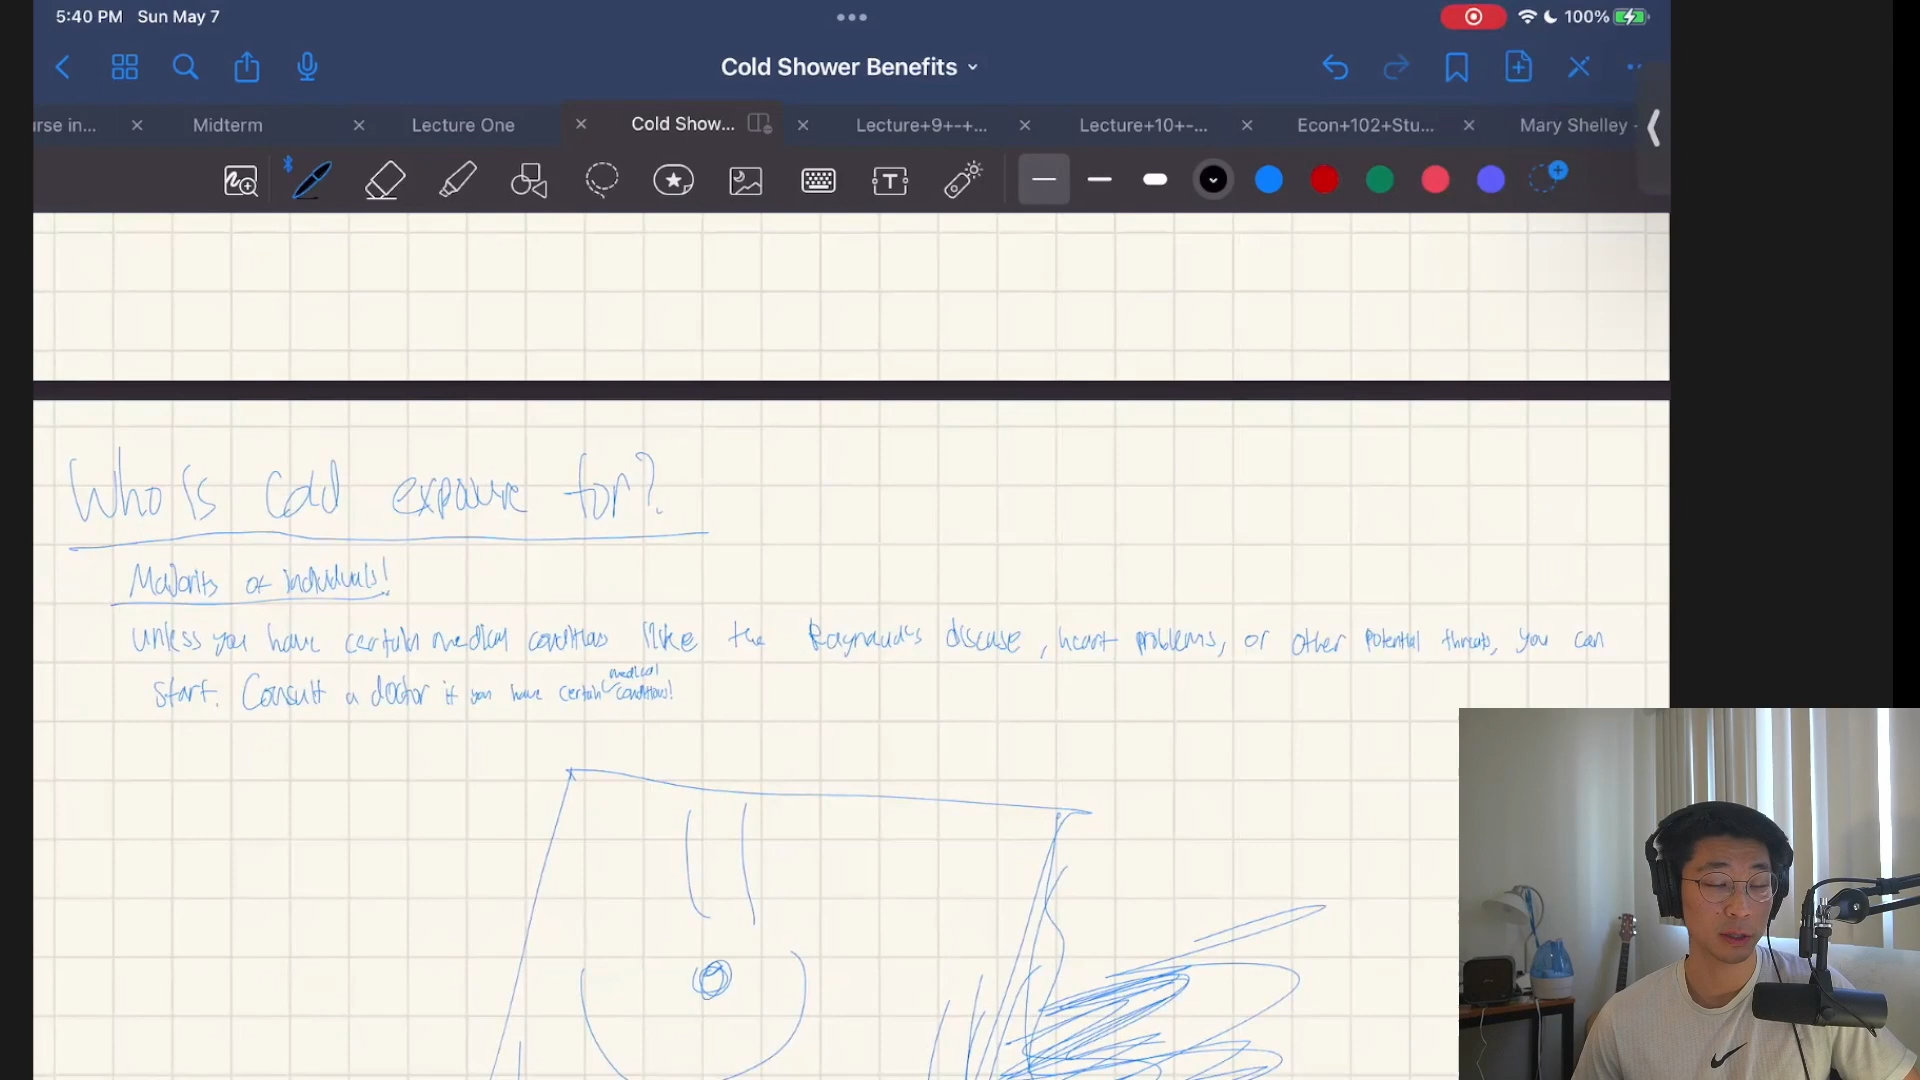 5:40 PM Sun May 7
100%
Cold Shower Benefits
rse in...
Midterm
Lecture One
Cold Show...
Lecture+9+-+...
Lecture+10+-...
Econ+102+Stu...
Mary Shelley -
T
Who is cold exposure for?
Majority of individuals!
unless you have certain medical conditions like the Raynaud's disease, heart problems, or other potential threats, you can
medical
start. Consult a doctor if you have certain conditions!